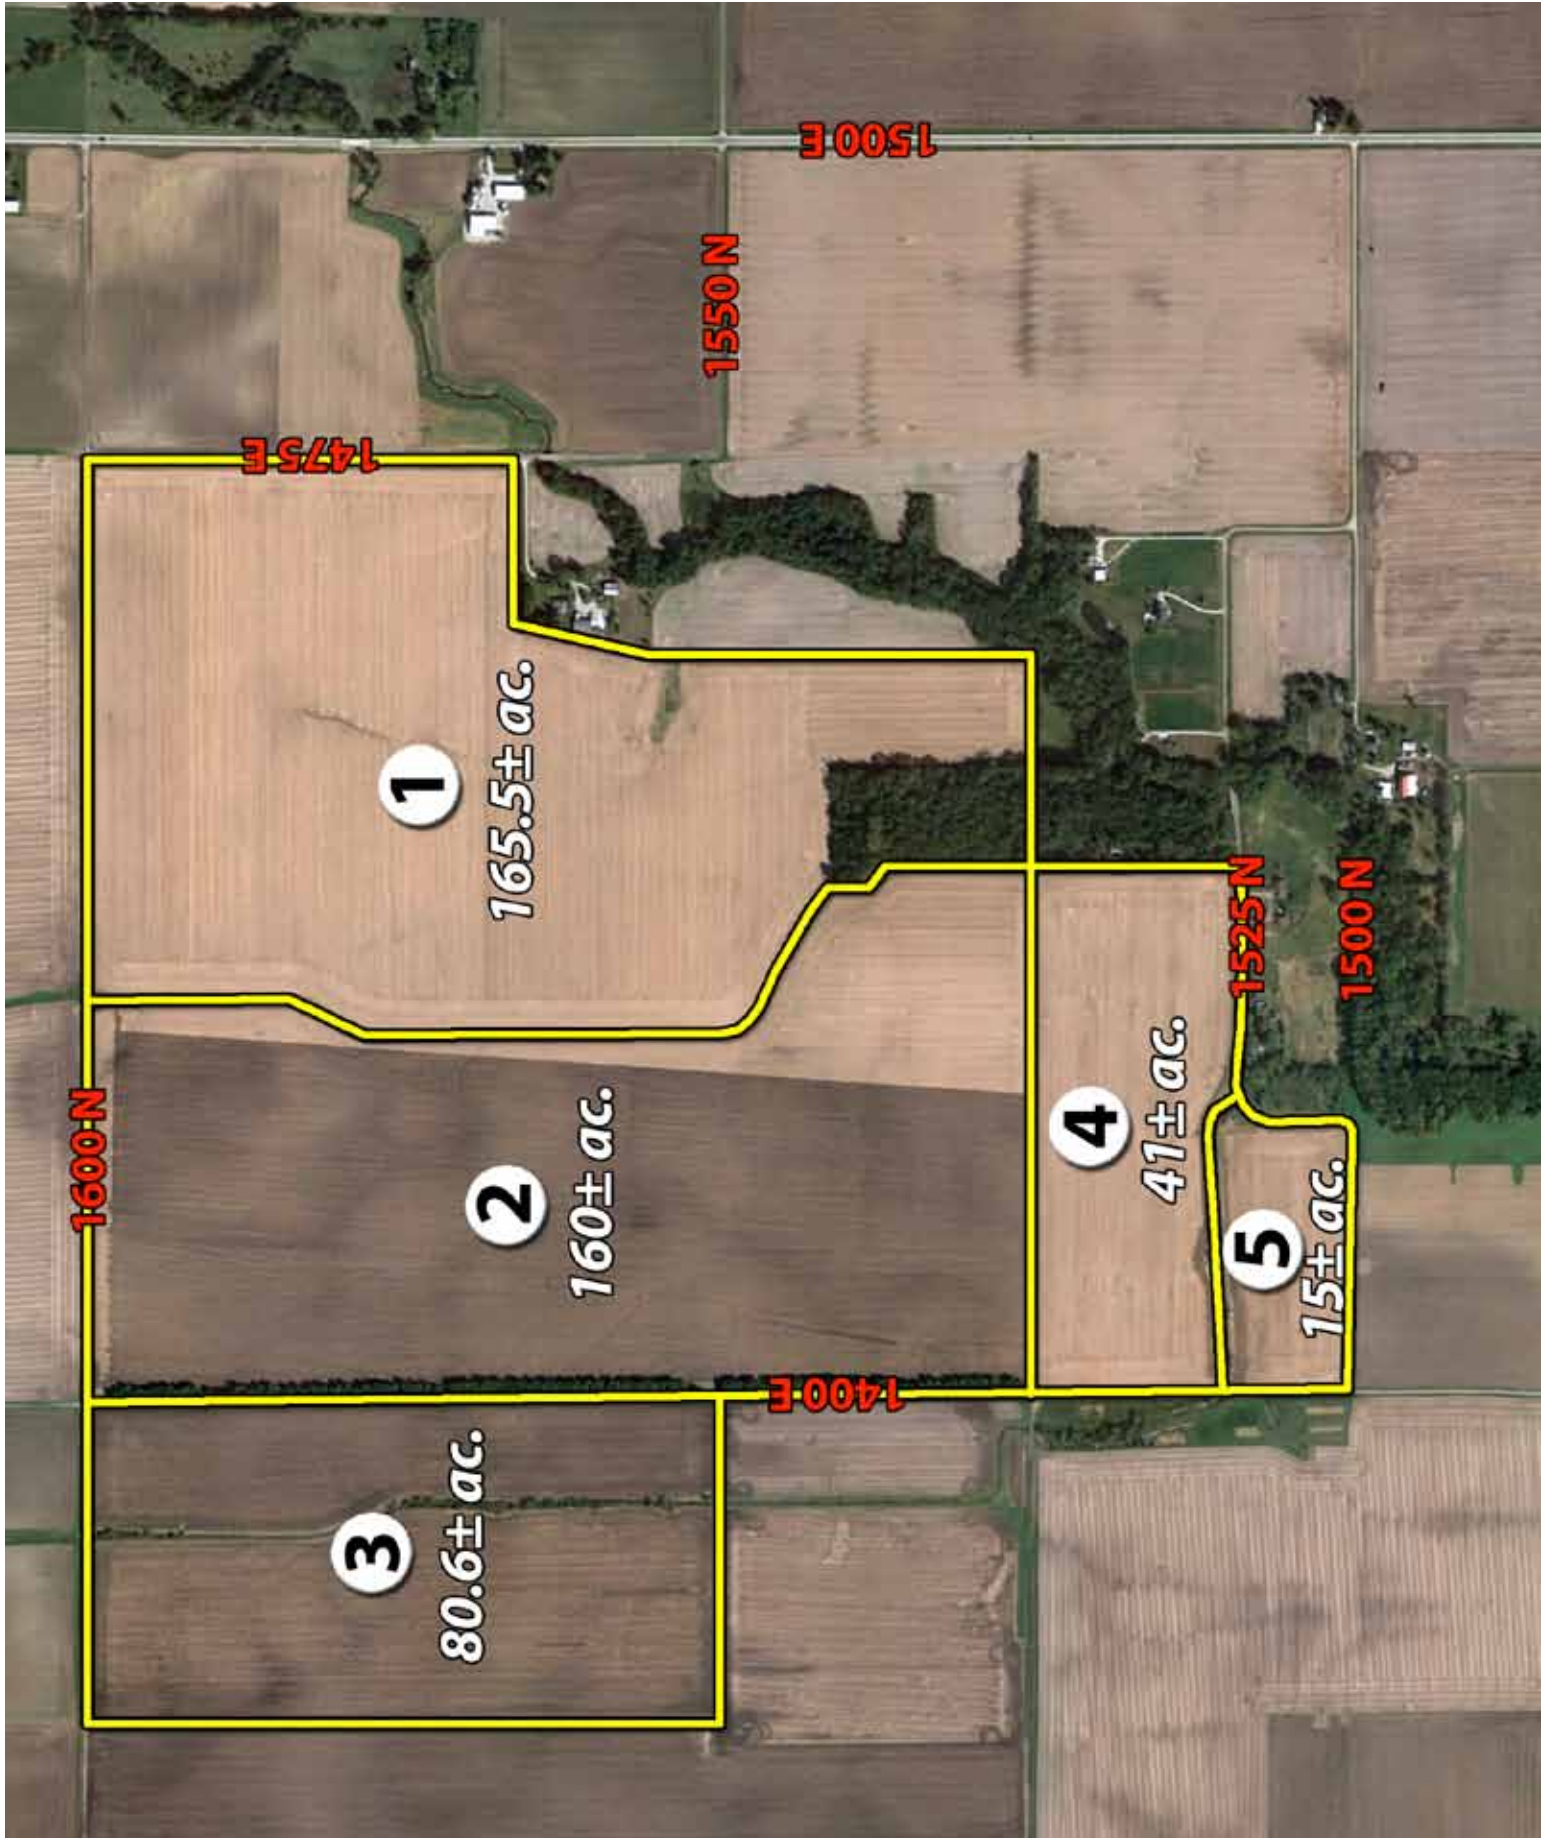 1600 N
1475 E
1500 E
1550 N
1
165.5± ac.
2
160± ac.
3
80.6± ac.
1400 E
4
41± ac.
1525 N
1500 N
5
15± ac.